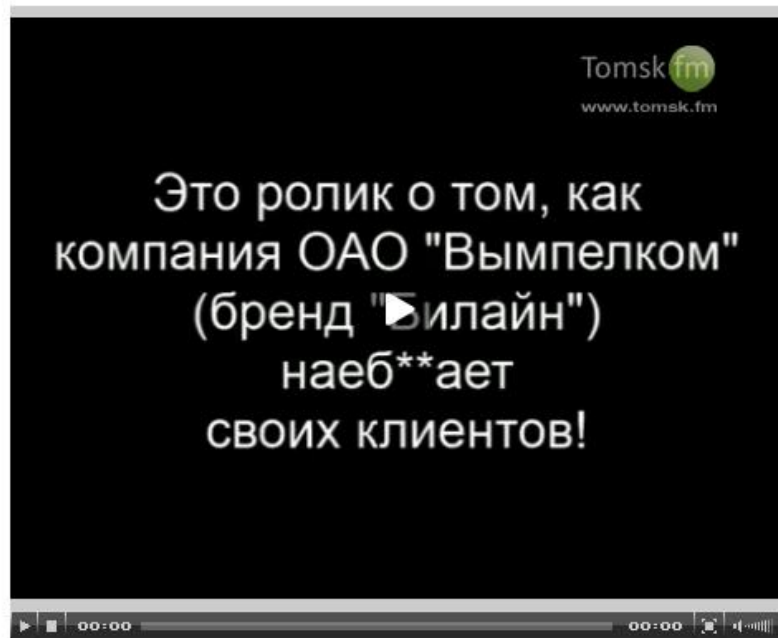 Tomsk fm
www.tomsk.fm
Это ролик о том, как
компания ОАО "Вымпелком"
(бренд "Билайн")
наеб**ает
своих клиентов!
00:00 00:00